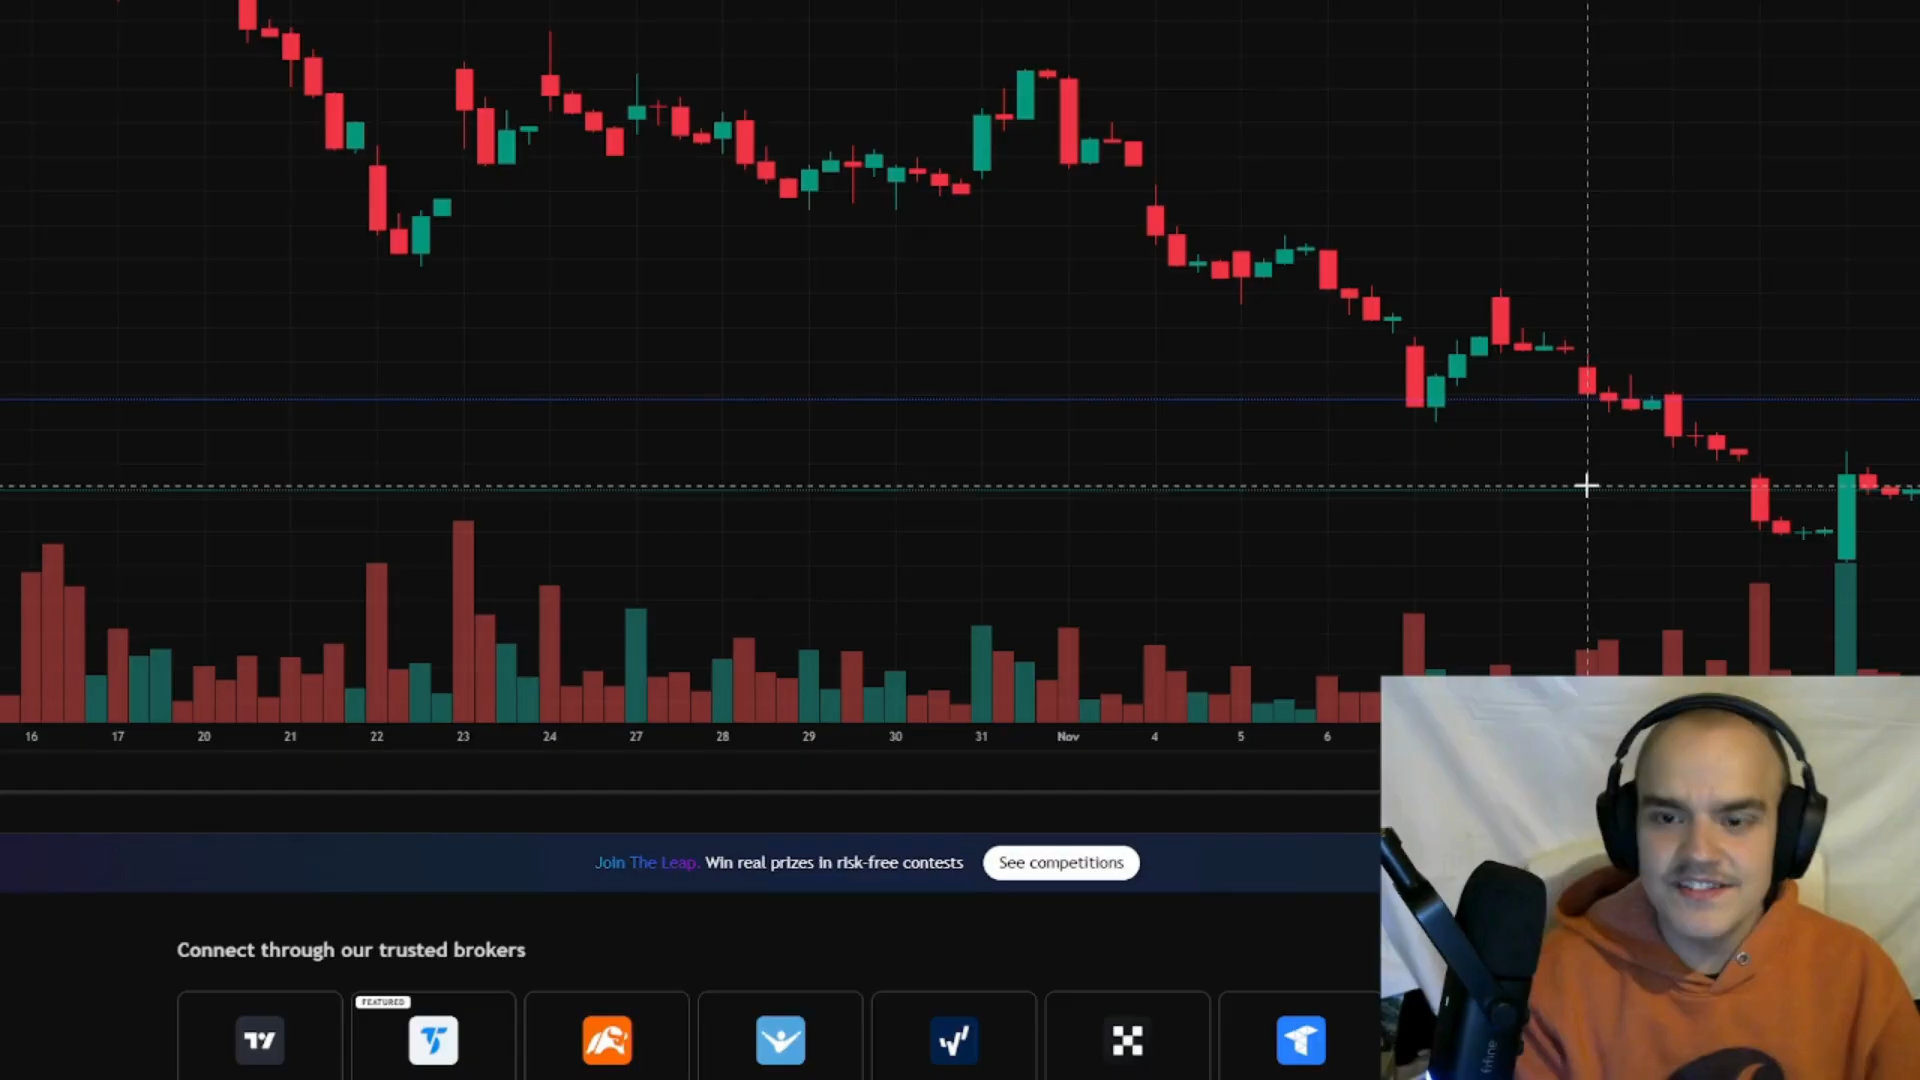 16 17 20 21 22 23 24 27 28 29 30 31 Nov 4 5 6
Join The Leap. Win real prizes in risk-free contests See competitions
Connect through our trusted brokers
FEATURED
fifine